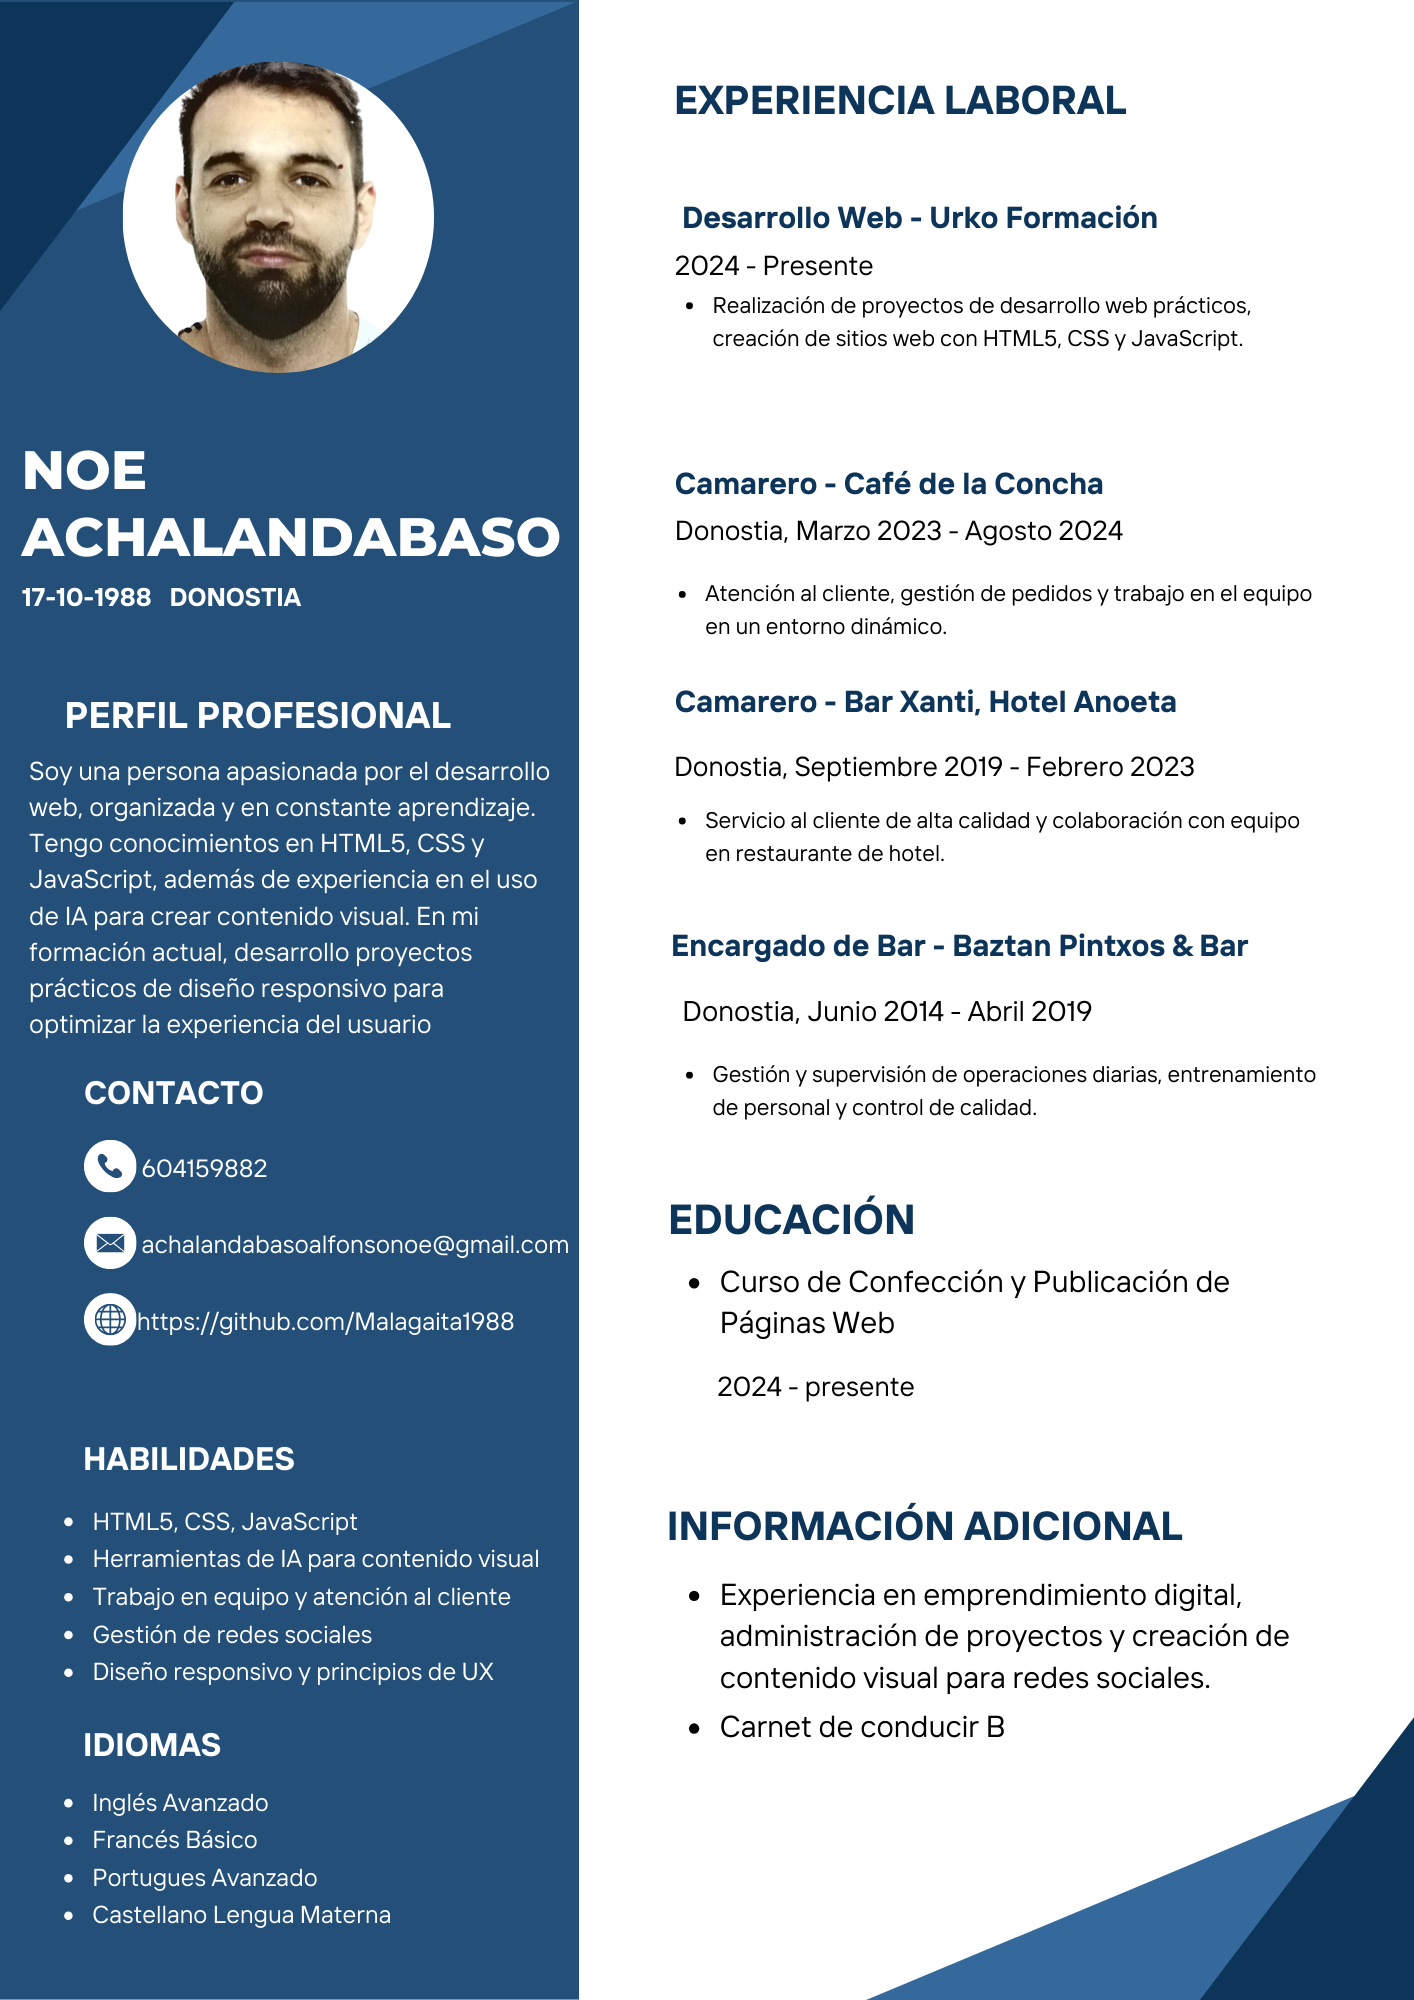 NOE
ACHALANDABASO
17-10-1988 DONOSTIA
PERFIL PROFESIONAL
Soy una persona apasionada por el desarrollo
web, organizada y en constante aprendizaje.
Tengo conocimientos en HTML5, CSS y
JavaScript, además de experiencia en el uso
de IA para crear contenido visual. En mi
formación actual, desarrollo proyectos
prácticos de diseño responsivo para
optimizar la experiencia del usuario
CONTACTO
604159882
achalandabasoalfonsonoe@gmail.com
https://github.com/Malagaita1988
HABILIDADES
• HTML5, CSS, JavaScript
• Herramientas de IA para contenido visual
• Trabajo en equipo y atención al cliente
• Gestión de redes sociales
• Diseño responsivo y principios de UX
IDIOMAS
• Inglés Avanzado
• Francés Básico
• Portugues Avanzado
• Castellano Lengua Materna
EXPERIENCIA LABORAL
Desarrollo Web - Urko Formación
2024 - Presente
• Realización de proyectos de desarrollo web prácticos,
creación de sitios web con HTML5, CSS y JavaScript.
Camarero - Café de la Concha
Donostia, Marzo 2023 - Agosto 2024
• Atención al cliente, gestión de pedidos y trabajo en el equipo
en un entorno dinámico.
Camarero - Bar Xanti, Hotel Anoeta
Donostia, Septiembre 2019 - Febrero 2023
• Servicio al cliente de alta calidad y colaboración con equipo
en restaurante de hotel.
Encargado de Bar - Baztan Pintxos & Bar
Donostia, Junio 2014 - Abril 2019
• Gestión y supervisión de operaciones diarias, entrenamiento
de personal y control de calidad.
EDUCACIÓN
• Curso de Confección y Publicación de
Páginas Web
2024 - presente
INFORMACIÓN ADICIONAL
• Experiencia en emprendimiento digital,
administración de proyectos y creación de
contenido visual para redes sociales.
• Carnet de conducir B